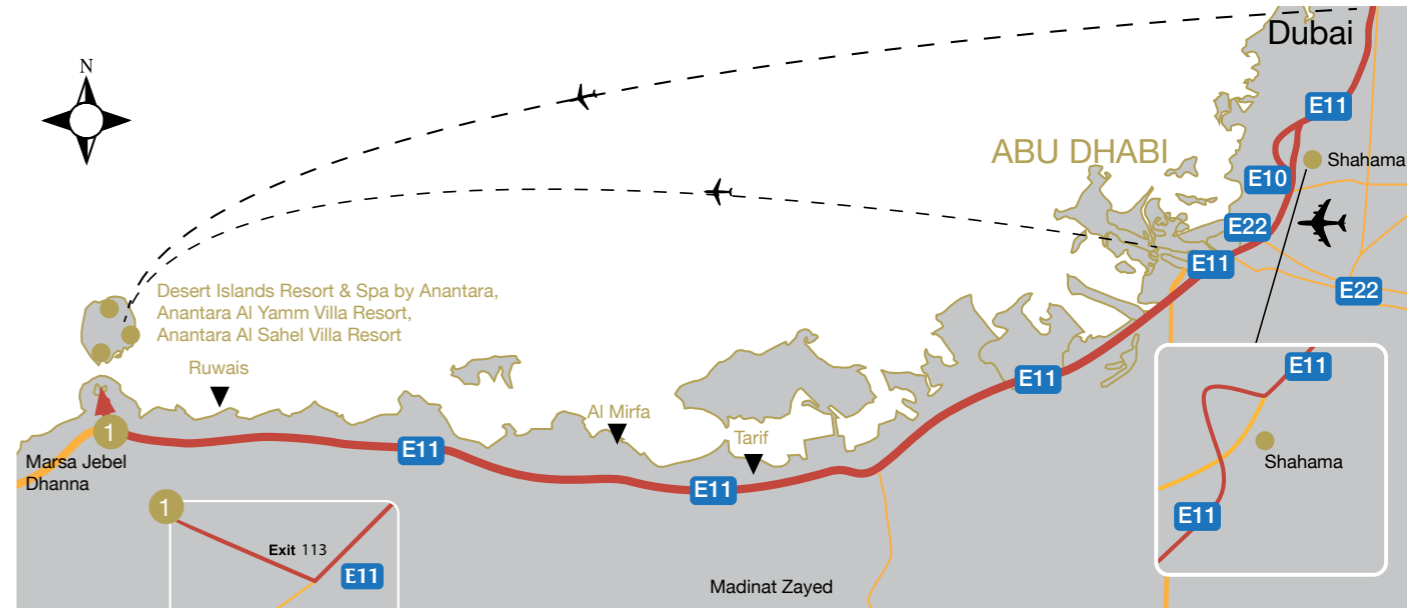 N
Dubai
E11
ABU DHABI
Shahama
E10
E22
E11
E22
Desert Islands Resort & Spa by Anantara,
Anantara Al Yamm Villa Resort,
Anantara Al Sahel Villa Resort
Ruwais
E11
E11
Al Mirfa
Tarif
1
E11
Marsa Jebel
Dhanna
E11
Shahama
1
E11
Exit 113
E11
Madinat Zayed